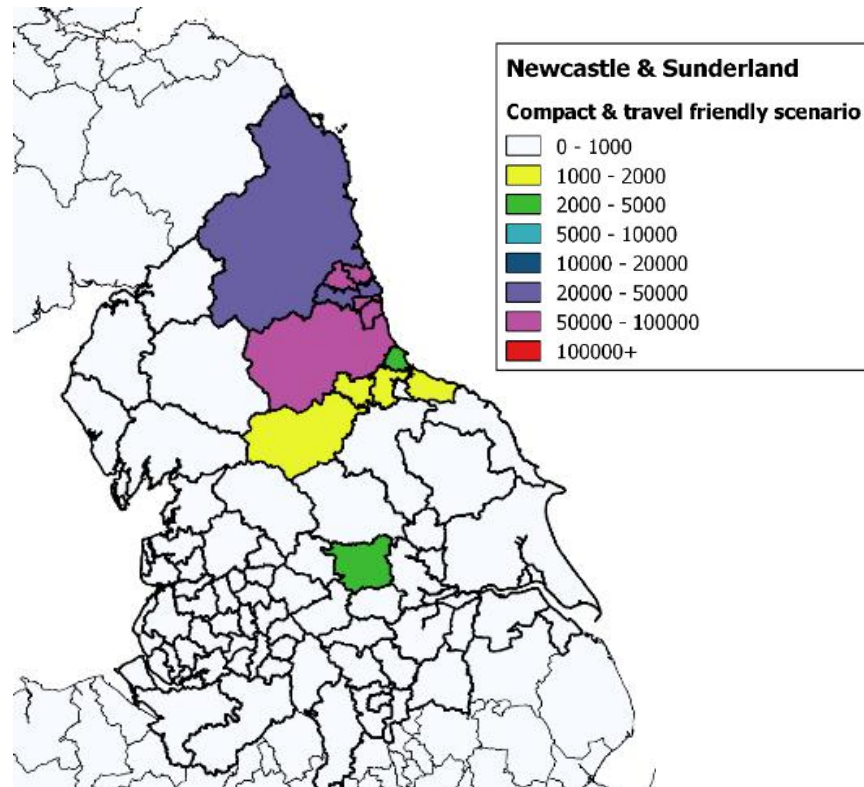 Newcastle & Sunderland
Compact & travel friendly scenario
0 - 1000
1000 - 2000
2000 - 5000
5000 - 10000
10000 - 20000
20000 - 50000
50000 - 100000
100000+